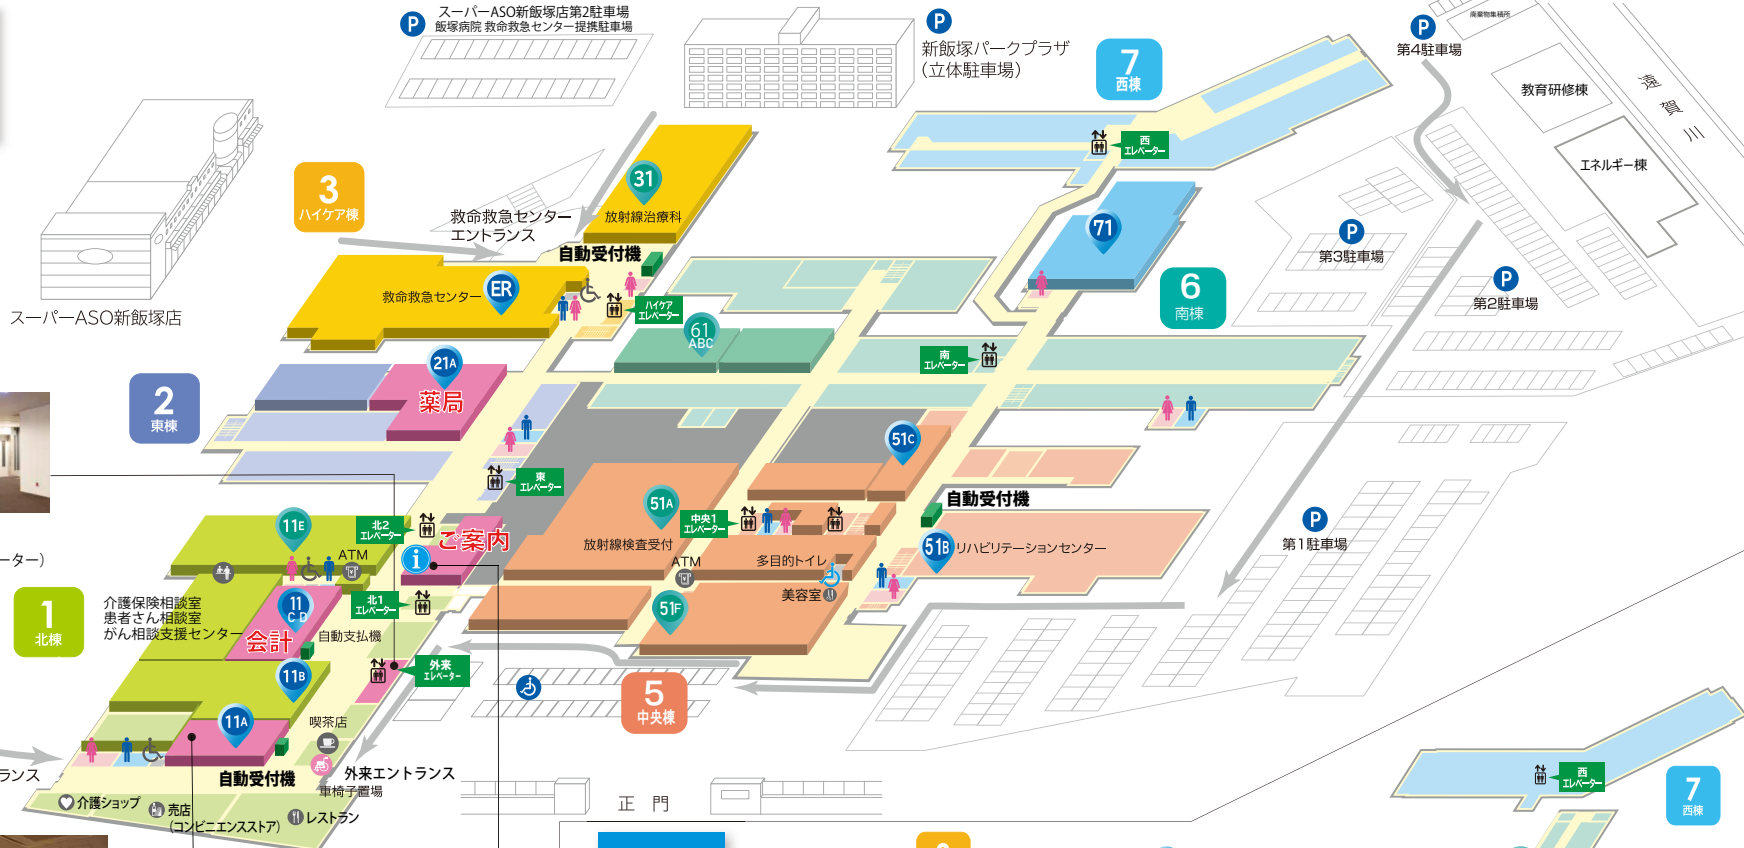 スーパーASO新飯塚店第2駐車場
飯塚病院 救命救急センター提携駐車場
P
P
新飯塚パークプラザ
(立体駐車場)
7
西棟
P
第4駐車場
廃棄物集積所
教育研修棟
遠賀川
エネルギー棟
西
エレベーター
31
放射線治療科
3
ハイケア棟
救命救急センター
エントランス
自動受付機
71
P
第3駐車場
P
第2駐車場
6
南棟
スーパーASO新飯塚店
救命救急センター
ER
ハイケア
エレベーター
61
ABC
南
エレベーター
21A
薬局
2
東棟
51C
東
エレベーター
自動受付機
51A
中央1
エレベーター
放射線検査受付
ATM
多目的トイレ
51B
リハビリテーションセンター
P
第1駐車場
美容室
51F
11E
北2
エレベーター
ご案内
i
ATM
ーター)
1
北棟
介護保険相談室
患者さん相談室
がん相談支援センター
11
CD
会計
北1
エレベーター
自動支払機
外来
エレベーター
11B
5
中央棟
11A
喫茶店
自動受付機
外来エントランス
車椅子置場
ランス
介護ショップ
売店
(コンビニエンスストア)
レストラン
正門
西
エレベーター
7
西棟